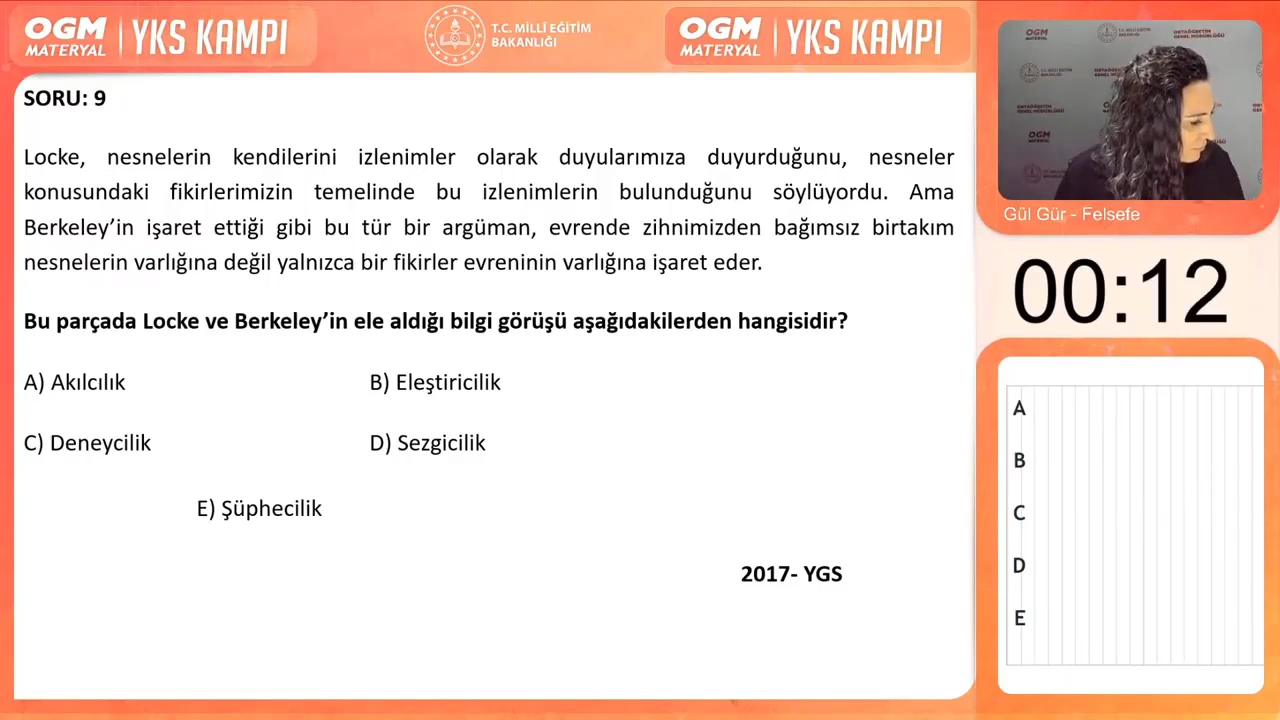 OGM
MATERYAL
YKS KAMPI
T.C. MİLLÎ EĞİTİM
BAKANLIĞI
OGM
MATERYAL
YKS KAMPI
SORU: 9
Locke, nesnelerin kendilerini izlenimler olarak duyularımıza duyurduğunu, nesneler
konusundaki fikirlerimizin temelinde bu izlenimlerin bulunduğunu söylüyordu. Ama
Berkeley’in işaret ettiği gibi bu tür bir argüman, evrende zihnimizden bağımsız birtakım
nesnelerin varlığına değil yalnızca bir fikirler evreninin varlığına işaret eder.
Bu parçada Locke ve Berkeley’in ele aldığı bilgi görüşü aşağıdakilerden hangisidir?
A) Akılcılık
B) Eleştiricilik
C) Deneycilik
D) Sezgicilik
E) Şüphecilik
2017- YGS
OGM
Gül Gür - Felsefe
00:12
A
B
C
D
E